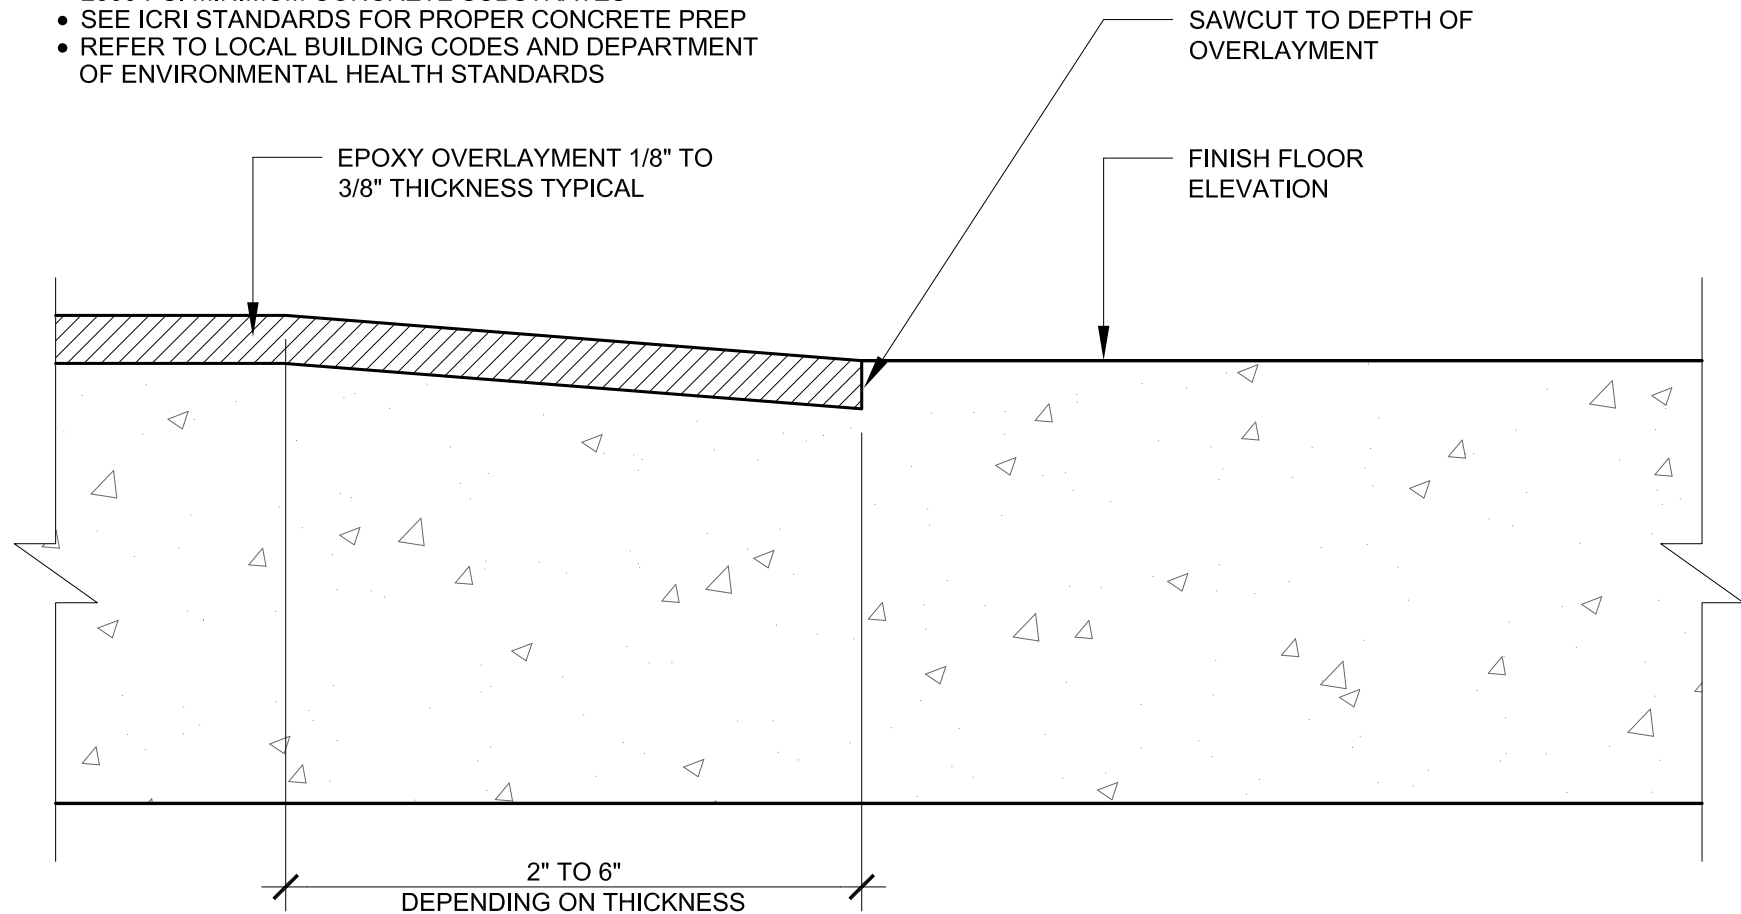 • SEE ICRI STANDARDS FOR PROPER CONCRETE PREP
• REFER TO LOCAL BUILDING CODES AND DEPARTMENT
OF ENVIRONMENTAL HEALTH STANDARDS
SAWCUT TO DEPTH OF
OVERLAYMENT
EPOXY OVERLAYMENT 1/8" TO
3/8" THICKNESS TYPICAL
FINISH FLOOR
ELEVATION
2" TO 6"
DEPENDING ON THICKNESS